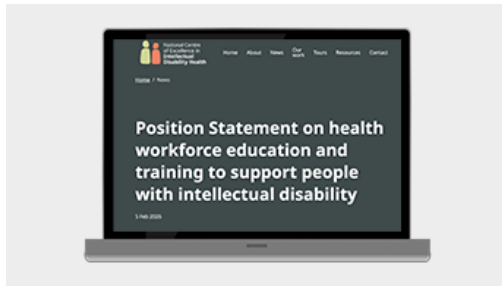 National Centre
of Excellence in
Intellectual
Disability Health
Home About News Our work Tours Resources Contact
Home / News
Position Statement on health
workforce education and
training to support people
with intellectual disability
5 Feb 2025